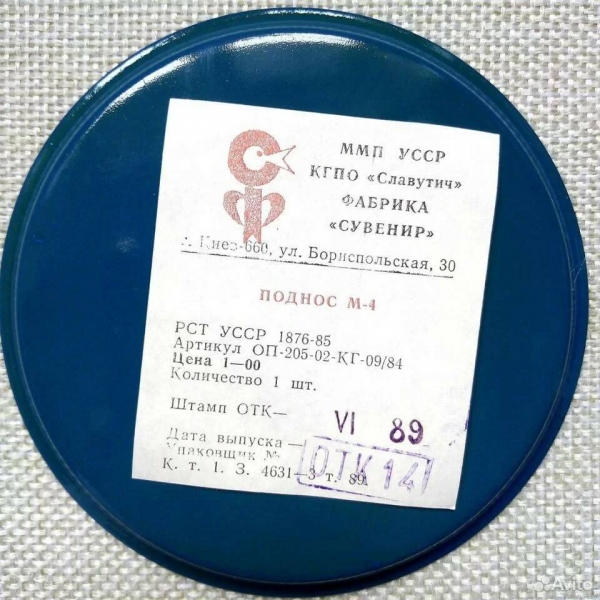 ММП УССР
КГПО «Славутич»
ФАБРИКА
«СУВЕНИР»
г. Киев-660, ул. Бориспольская, 30
ПОДНОС М-4
РСТ УССР 1876-85
Артикул ОП-205-02-КГ-09/84
Цена 1—00
Количество 1 шт.
Штамп ОТК—
VI 89
Дата выпуска —
Упаковщик №
ОТК 14
К. т. 1. З. 4631—3 т. 89
Avito